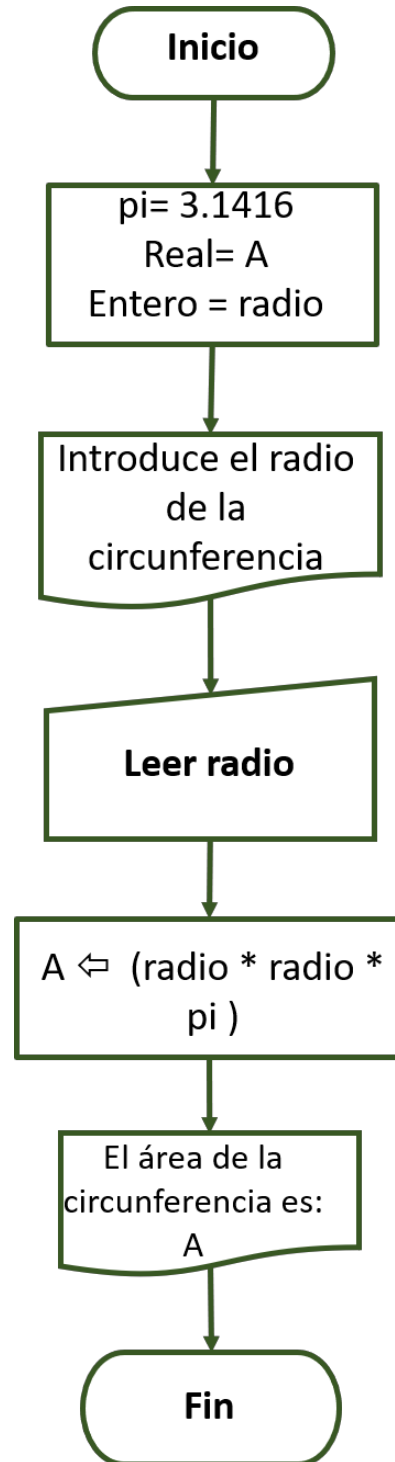 Inicio
pi= 3.1416
Real= A
Entero = radio
Introduce el radio
de la
circunferencia
Leer radio
A ⇦ (radio * radio *
pi )
El área de la
circunferencia es:
A
Fin